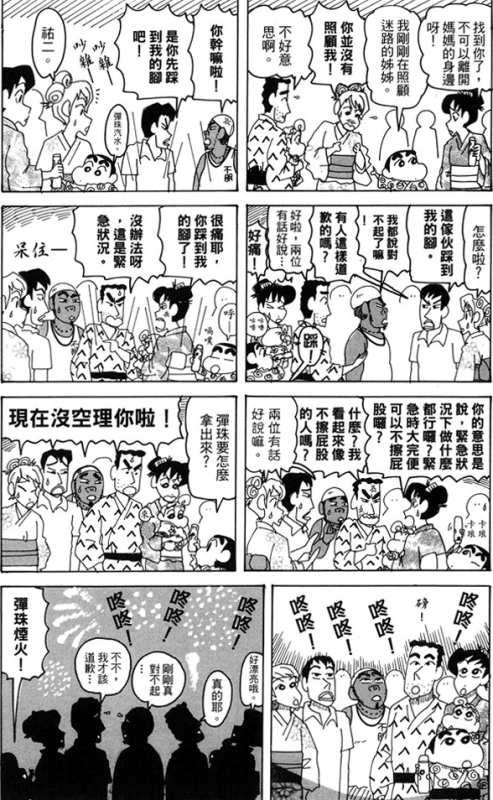 找到你了，
不可以離開
媽媽的身邊
呀！
我剛剛在照顧
迷路的姊姊。
你並沒有
照顧我！
不好意
思啊。
你幹嘛啦！
是你先踩
到我的腳
吧！
彈珠汽水。
吵雜
吵雜
祐二。
怎麼啦？
這傢伙踩到
我的腳。
我都說對
不起了嘛
有人這樣道
歉的嗎？
好啦，兩位
有話好說…
踩！
好痛！
很痛耶，
你踩到我
的腳了！
沒辦法呀
，這是緊
急狀況。
呆住—
你的意思是
說，緊急狀
況下做什麼
都行囉？緊
急時大完便
可以不擦屁
股囉？
什麼？我
看起來像
不擦屁股
的人嗎？
兩位有話
好說嘛。
卡啦
卡啦
彈珠要怎麼
拿出來？
現在沒空理你啦！
磅！
咚咚！
咚咚！
咚咚！
咚咚！
咚咚！
咚咚！
咚咚！
好漂亮哦。
真的耶。
剛剛真
對不起
…
不不，
我才該
道歉…
彈珠煙火！